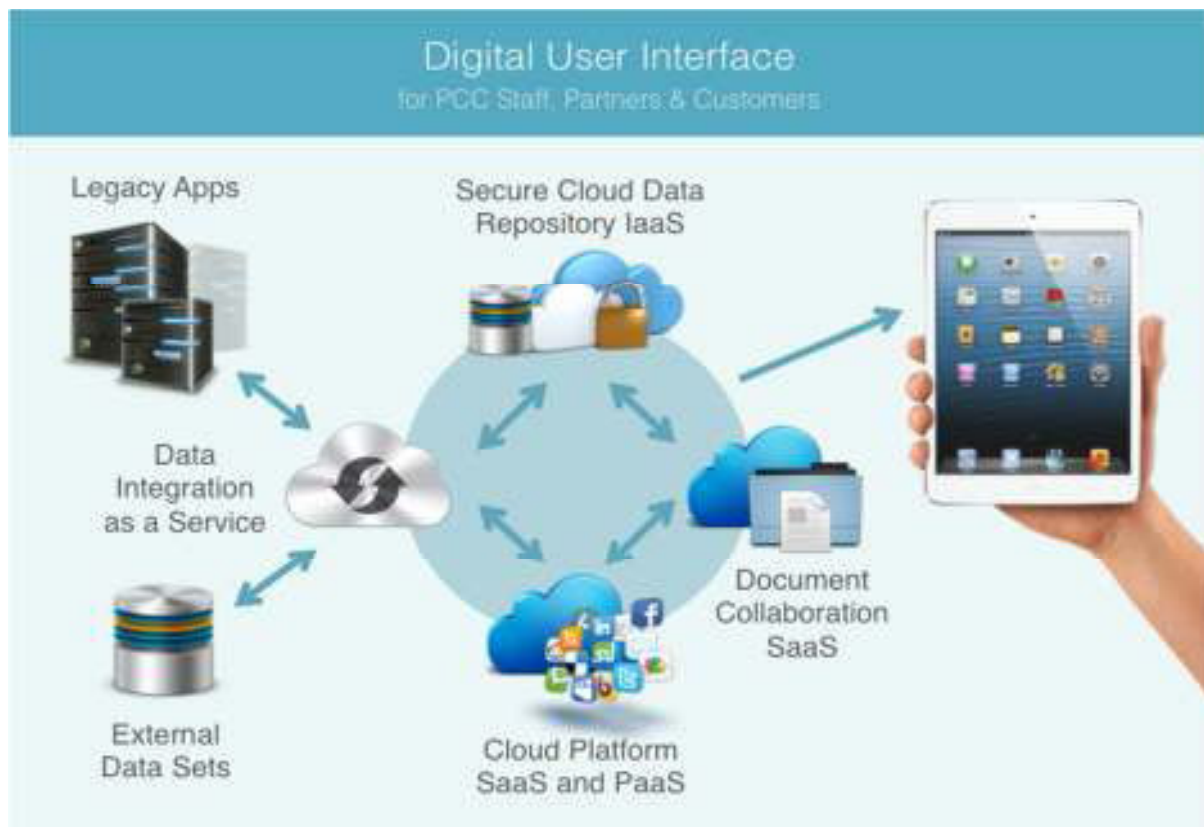 Digital User Interface
for PCC Staff, Partners & Customers
Legacy Apps
Secure Cloud Data
Repository IaaS
Data
Integration
as a Service
Document
Collaboration
SaaS
External
Data Sets
Cloud Platform
SaaS and PaaS